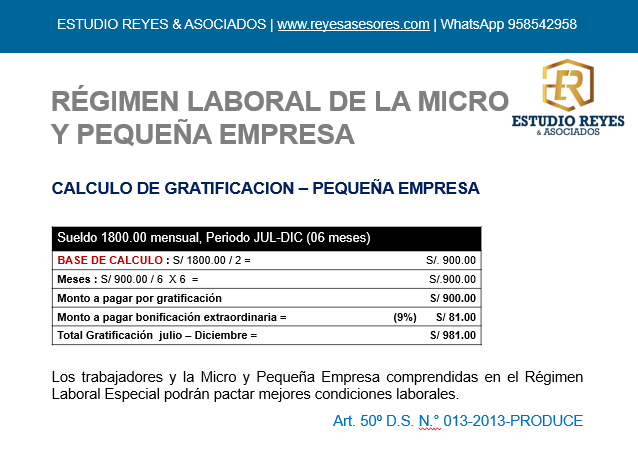 ESTUDIO REYES & ASOCIADOS | www.reyesasesores.com | WhatsApp 958542958
RÉGIMEN LABORAL DE LA MICRO
Y PEQUEÑA EMPRESA
ER
ESTUDIO REYES
& ASOCIADOS
CALCULO DE GRATIFICACION – PEQUEÑA EMPRESA
Sueldo 1800.00 mensual, Periodo JUL-DIC (06 meses)
BASE DE CALCULO : S/ 1800.00 / 2 = S/. 900.00
Meses : S/ 900.00 / 6 X 6 = S/.900.00
Monto a pagar por gratificación S/ 900.00
Monto a pagar bonificación extraordinaria = (9%) S/ 81.00
Total Gratificación julio – Diciembre = S/ 981.00
Los trabajadores y la Micro y Pequeña Empresa comprendidas en el Régimen
Laboral Especial podrán pactar mejores condiciones laborales.
Art. 50º D.S. N.° 013-2013-PRODUCE